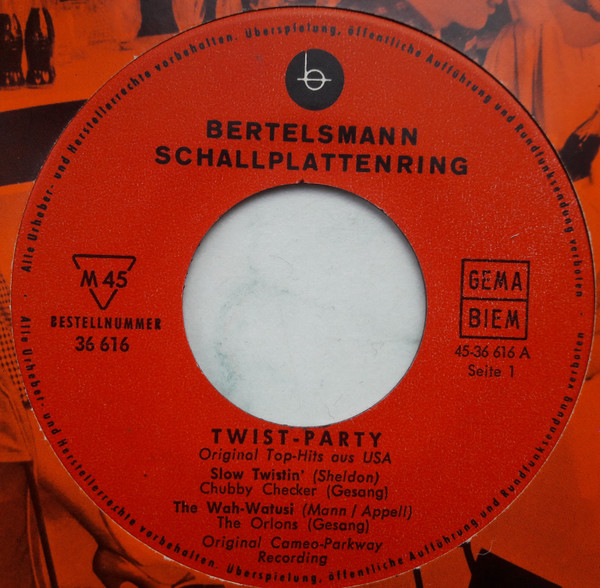 Alle Urheber- und Herstellerrechte vorbehalten. Überspielung, öffentliche Aufführung und Rundfunksendung verboten
b
BERTELSMANN
SCHALLPLATTENRING
M 45
BESTELLNUMMER
36 616
GEMA
BIEM
45-36 616 A
Seite 1
TWIST-PARTY
Original Top-Hits aus USA
Slow Twistin' (Sheldon)
Chubby Checker (Gesang)
The Wah-Watusi (Mann / Appell)
The Orlons (Gesang)
Original Cameo-Parkway
Recording
Alle Urheber- und Herstellerrechte vorbehalten. Überspielung, öffentliche Aufführung und Rundfunksendung verboten